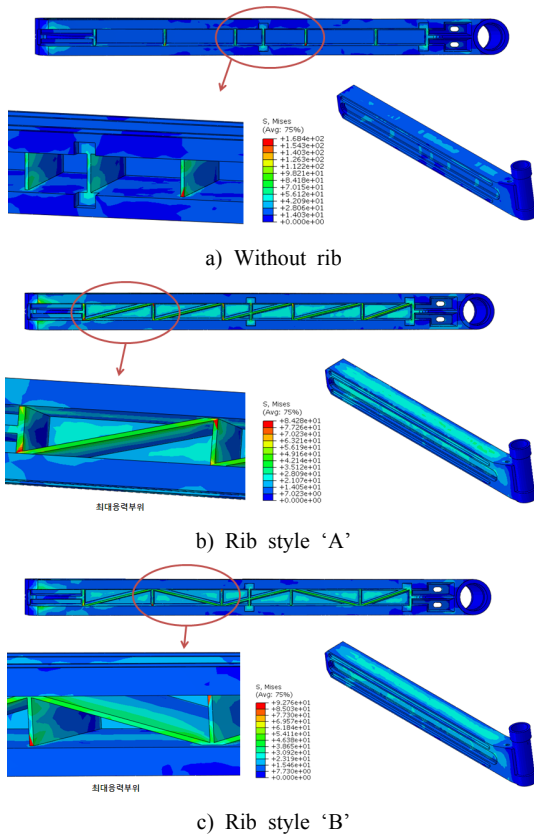 S, Mises
(Avg: 75%)
+1.684e+02
+1.543e+02
+1.403e+02
+1.263e+02
+1.122e+02
+9.821e+01
+8.418e+01
+7.015e+01
+5.612e+01
+4.209e+01
+2.806e+01
+1.403e+01
+0.000e+00
a) Without rib
S, Mises
(Avg: 75%)
+8.428e+01
+7.726e+01
+7.023e+01
+6.321e+01
+5.619e+01
+4.916e+01
+4.214e+01
+3.512e+01
+2.809e+01
+2.107e+01
+1.405e+01
+7.023e+00
+0.000e+00
최대응력부위
b) Rib style ‘A’
S, Mises
(Avg: 75%)
+9.276e+01
+8.503e+01
+7.730e+01
+6.957e+01
+6.184e+01
+5.411e+01
+4.638e+01
+3.865e+01
+3.092e+01
+2.319e+01
+1.546e+01
+7.730e+00
+0.000e+00
최대응력부위
c) Rib style ‘B’